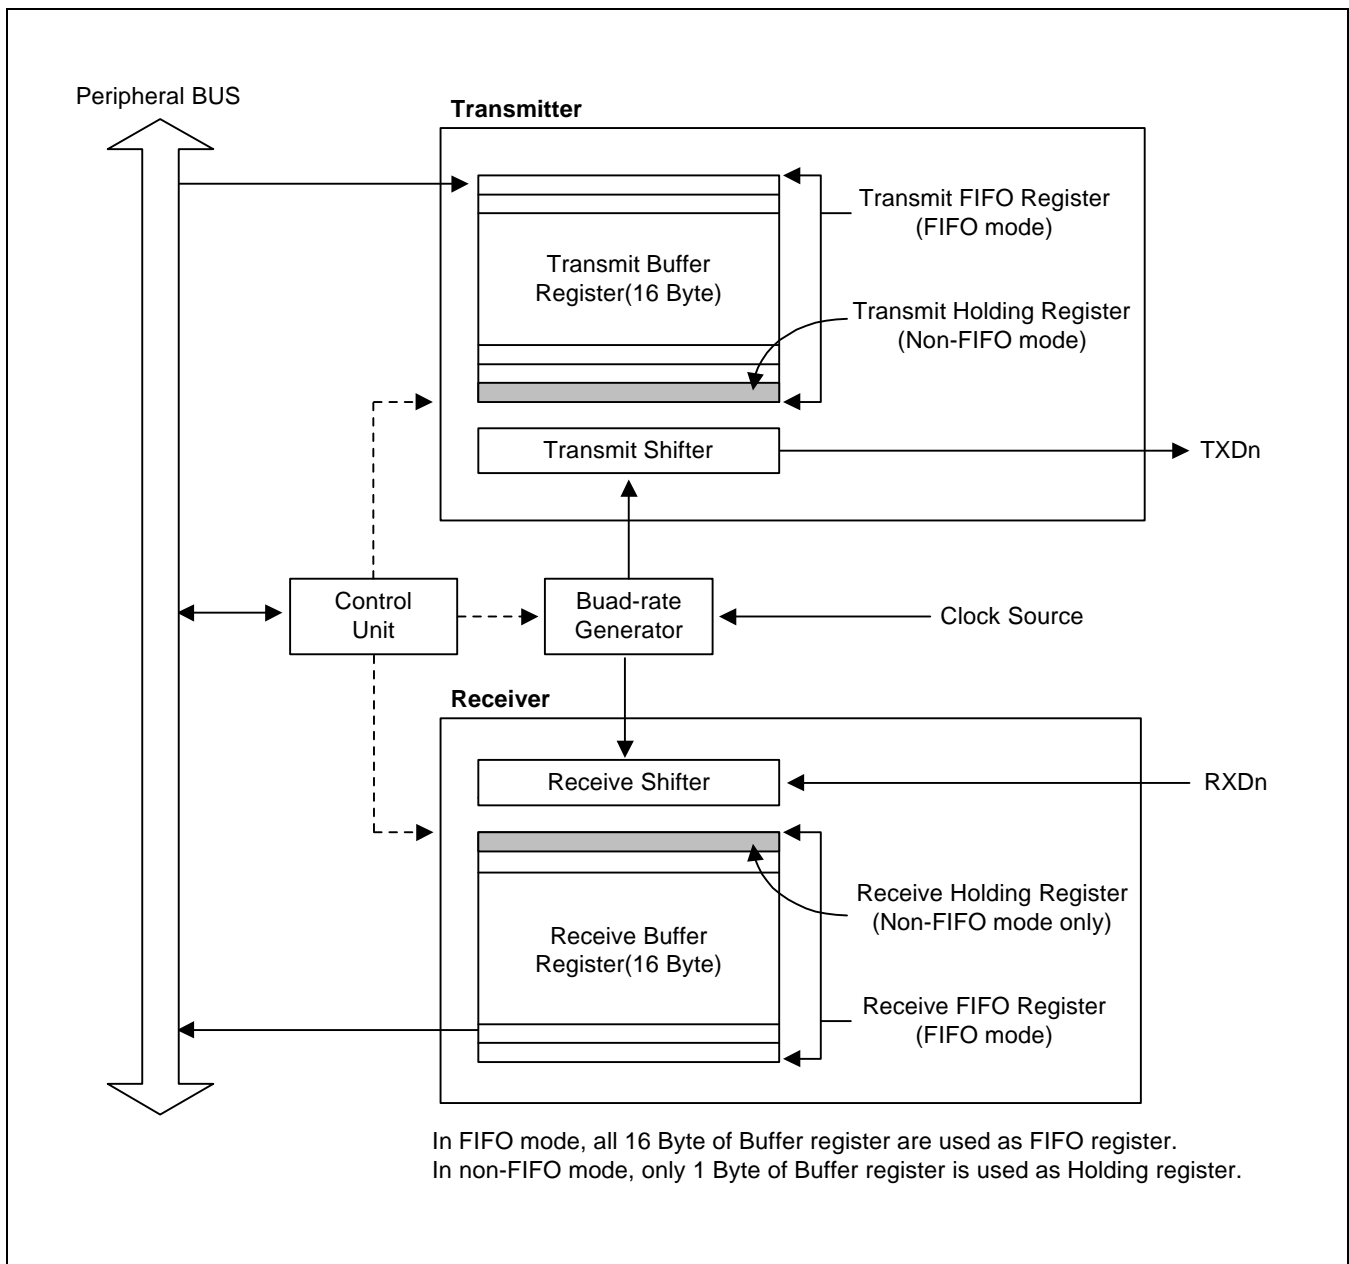 Peripheral BUS
Transmitter
Transmit FIFO Register
(FIFO mode)
Transmit Buffer
Register(16 Byte)
Transmit Holding Register
(Non-FIFO mode)
Transmit Shifter
TXDn
Control
Unit
Buad-rate
Generator
Clock Source
Receiver
Receive Shifter
RXDn
Receive Holding Register
(Non-FIFO mode only)
Receive Buffer
Register(16 Byte)
Receive FIFO Register
(FIFO mode)
In FIFO mode, all 16 Byte of Buffer register are used as FIFO register.
In non-FIFO mode, only 1 Byte of Buffer register is used as Holding register.